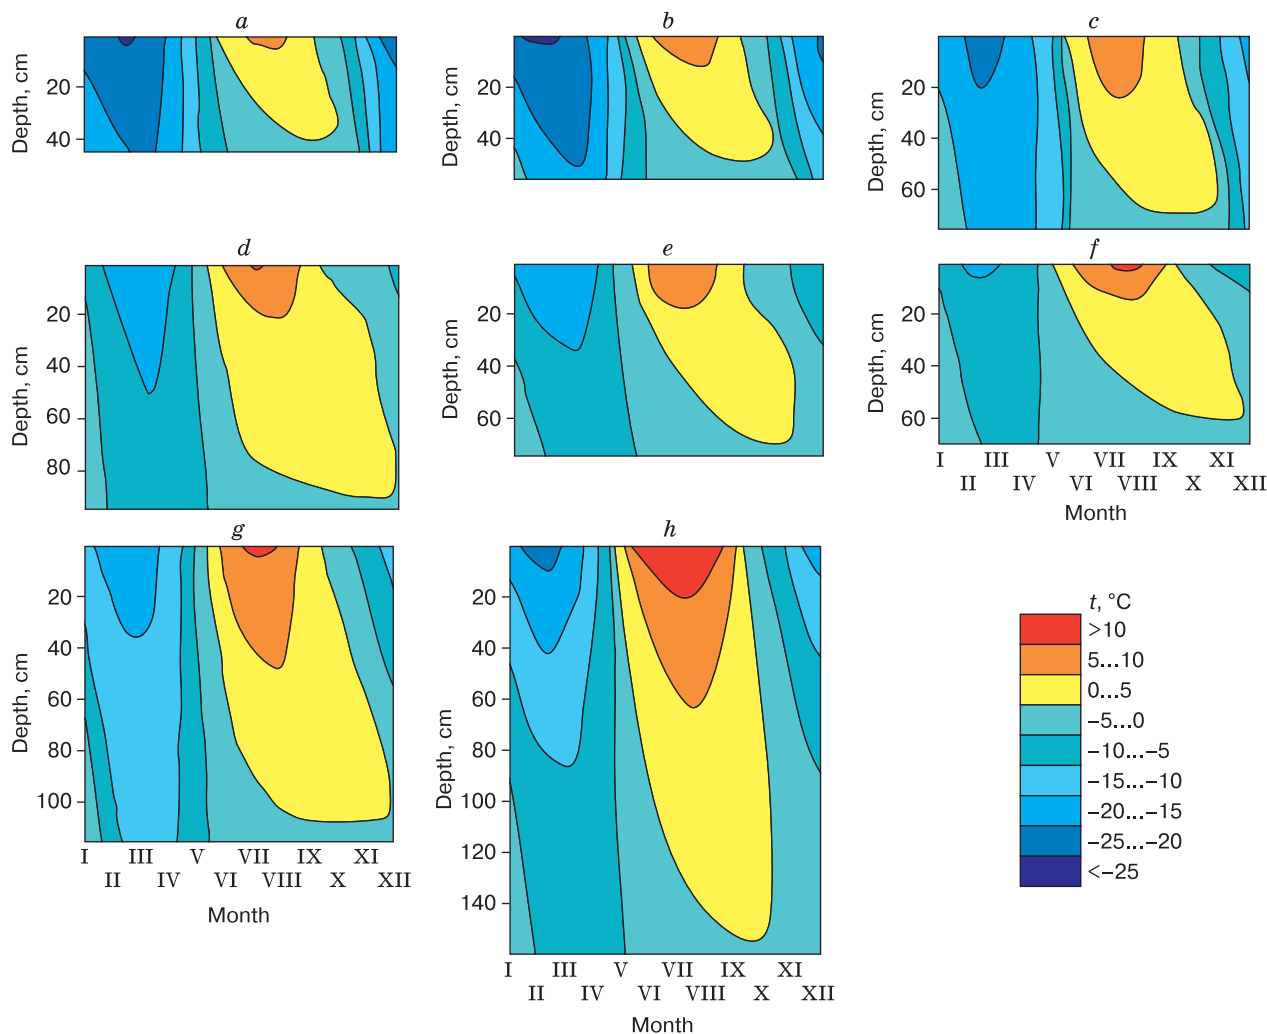 a
Depth, cm
20
40
b
Depth, cm
20
40
c
Depth, cm
20
40
60
d
Depth, cm
20
40
60
80
e
Depth, cm
20
40
60
f
Depth, cm
20
40
60
I III V VII IX XI
II IV VI VIII X XII
Month
g
Depth, cm
20
40
60
80
100
I III V VII IX XI
II IV VI VIII X XII
Month
h
Depth, cm
20
40
60
80
100
120
140
I III V VII IX XI
II IV VI VIII X XII
Month
t, °C
>10
5...10
0...5
−5...0
−10...−5
−15...−10
−20...−15
−25...−20
<−25